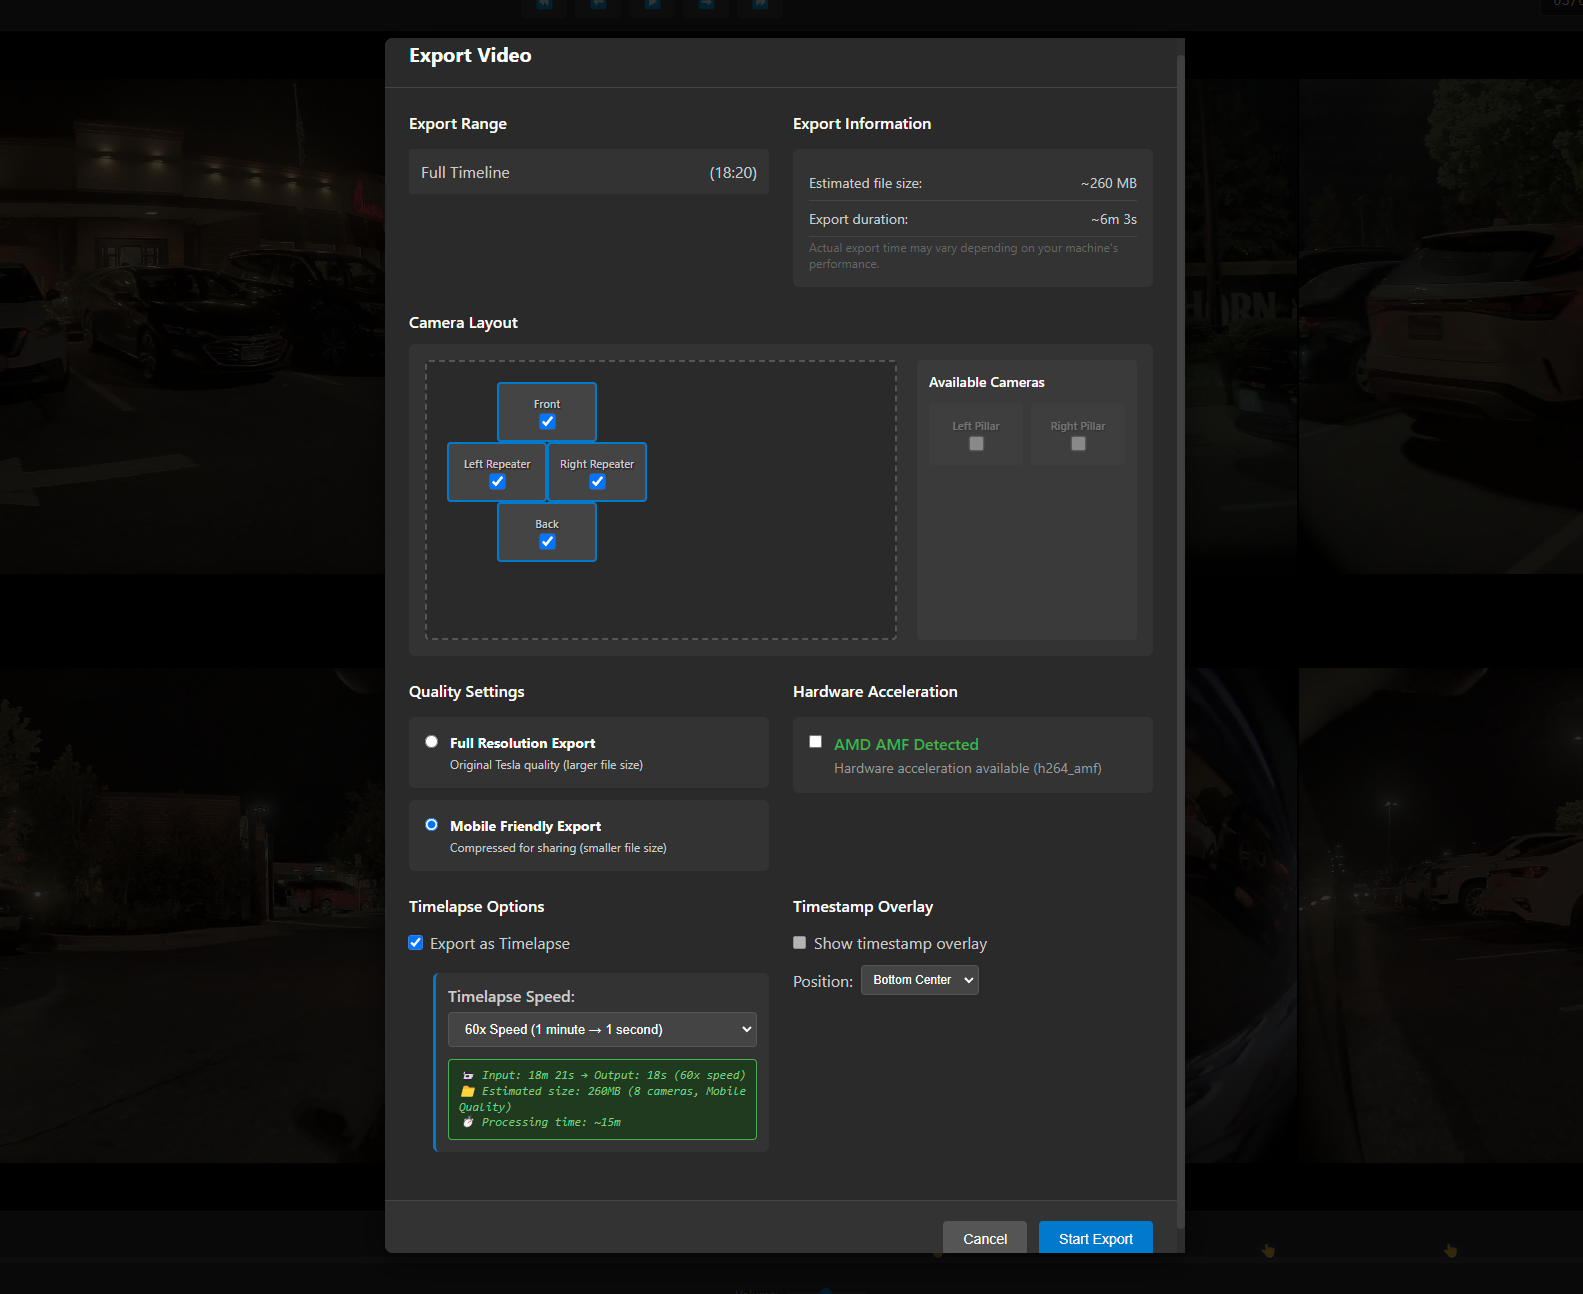 Export Video
Export Range
Full Timeline (18:20)
Export Information
Estimated file size: ~260 MB
Export duration: ~6m 3s
Actual export time may vary depending on your machine's
performance.
Camera Layout
Front
Left Repeater
Right Repeater
Back
Available Cameras
Left Pillar
Right Pillar
Quality Settings
Full Resolution Export
Original Tesla quality (larger file size)
Mobile Friendly Export
Compressed for sharing (smaller file size)
Hardware Acceleration
AMD AMF Detected
Hardware acceleration available (h264_amf)
Timelapse Options
Export as Timelapse
Timelapse Speed:
60x Speed (1 minute → 1 second)
Input: 18m 21s → Output: 18s (60x speed)
Estimated size: 260MB (8 cameras, Mobile
Quality)
Processing time: ~15m
Timestamp Overlay
Show timestamp overlay
Position: Bottom Center
Cancel
Start Export